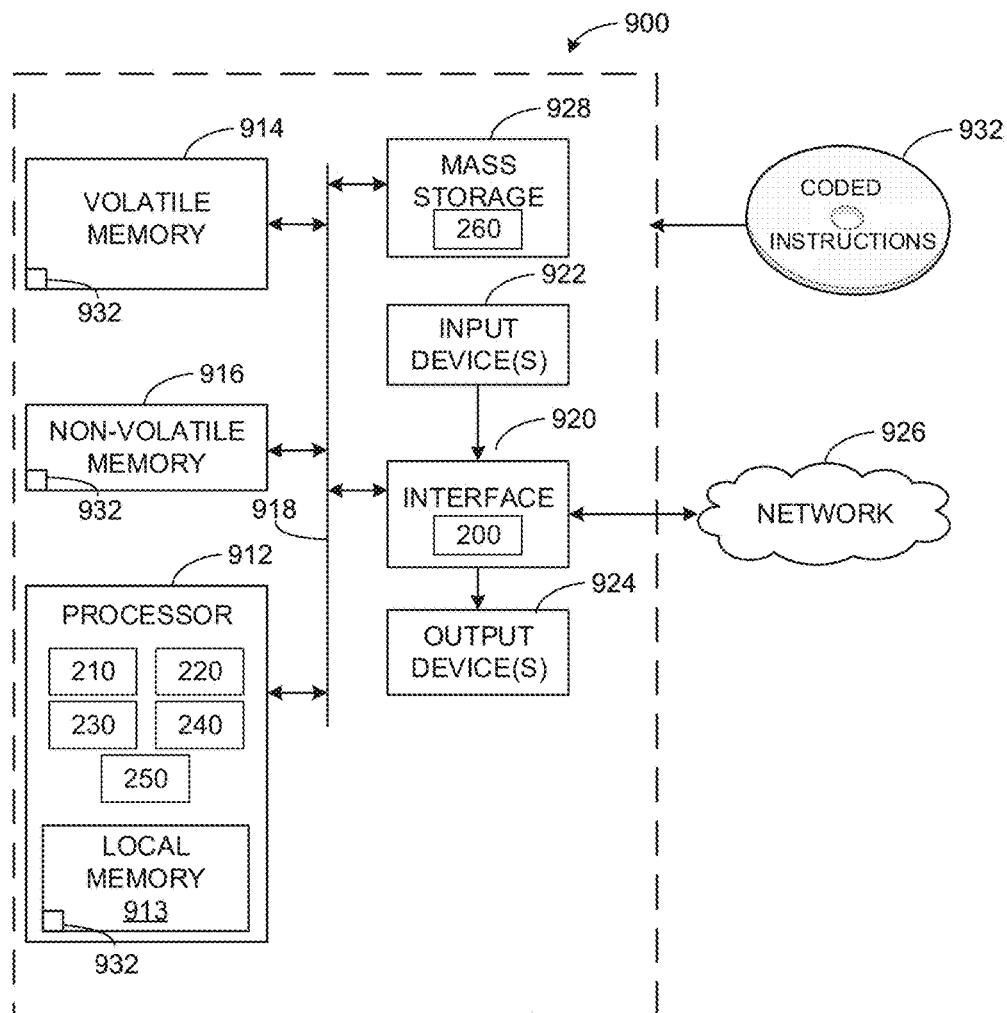 900
928
914
932
MASS
STORAGE
260
VOLATILE
MEMORY
CODED
INSTRUCTIONS
922
932
INPUT
DEVICE(S)
916
920
926
NON-VOLATILE
MEMORY
INTERFACE
200
NETWORK
932
918
912
924
PROCESSOR
OUTPUT
DEVICE(S)
210
220
230
240
250
LOCAL
MEMORY
913
932